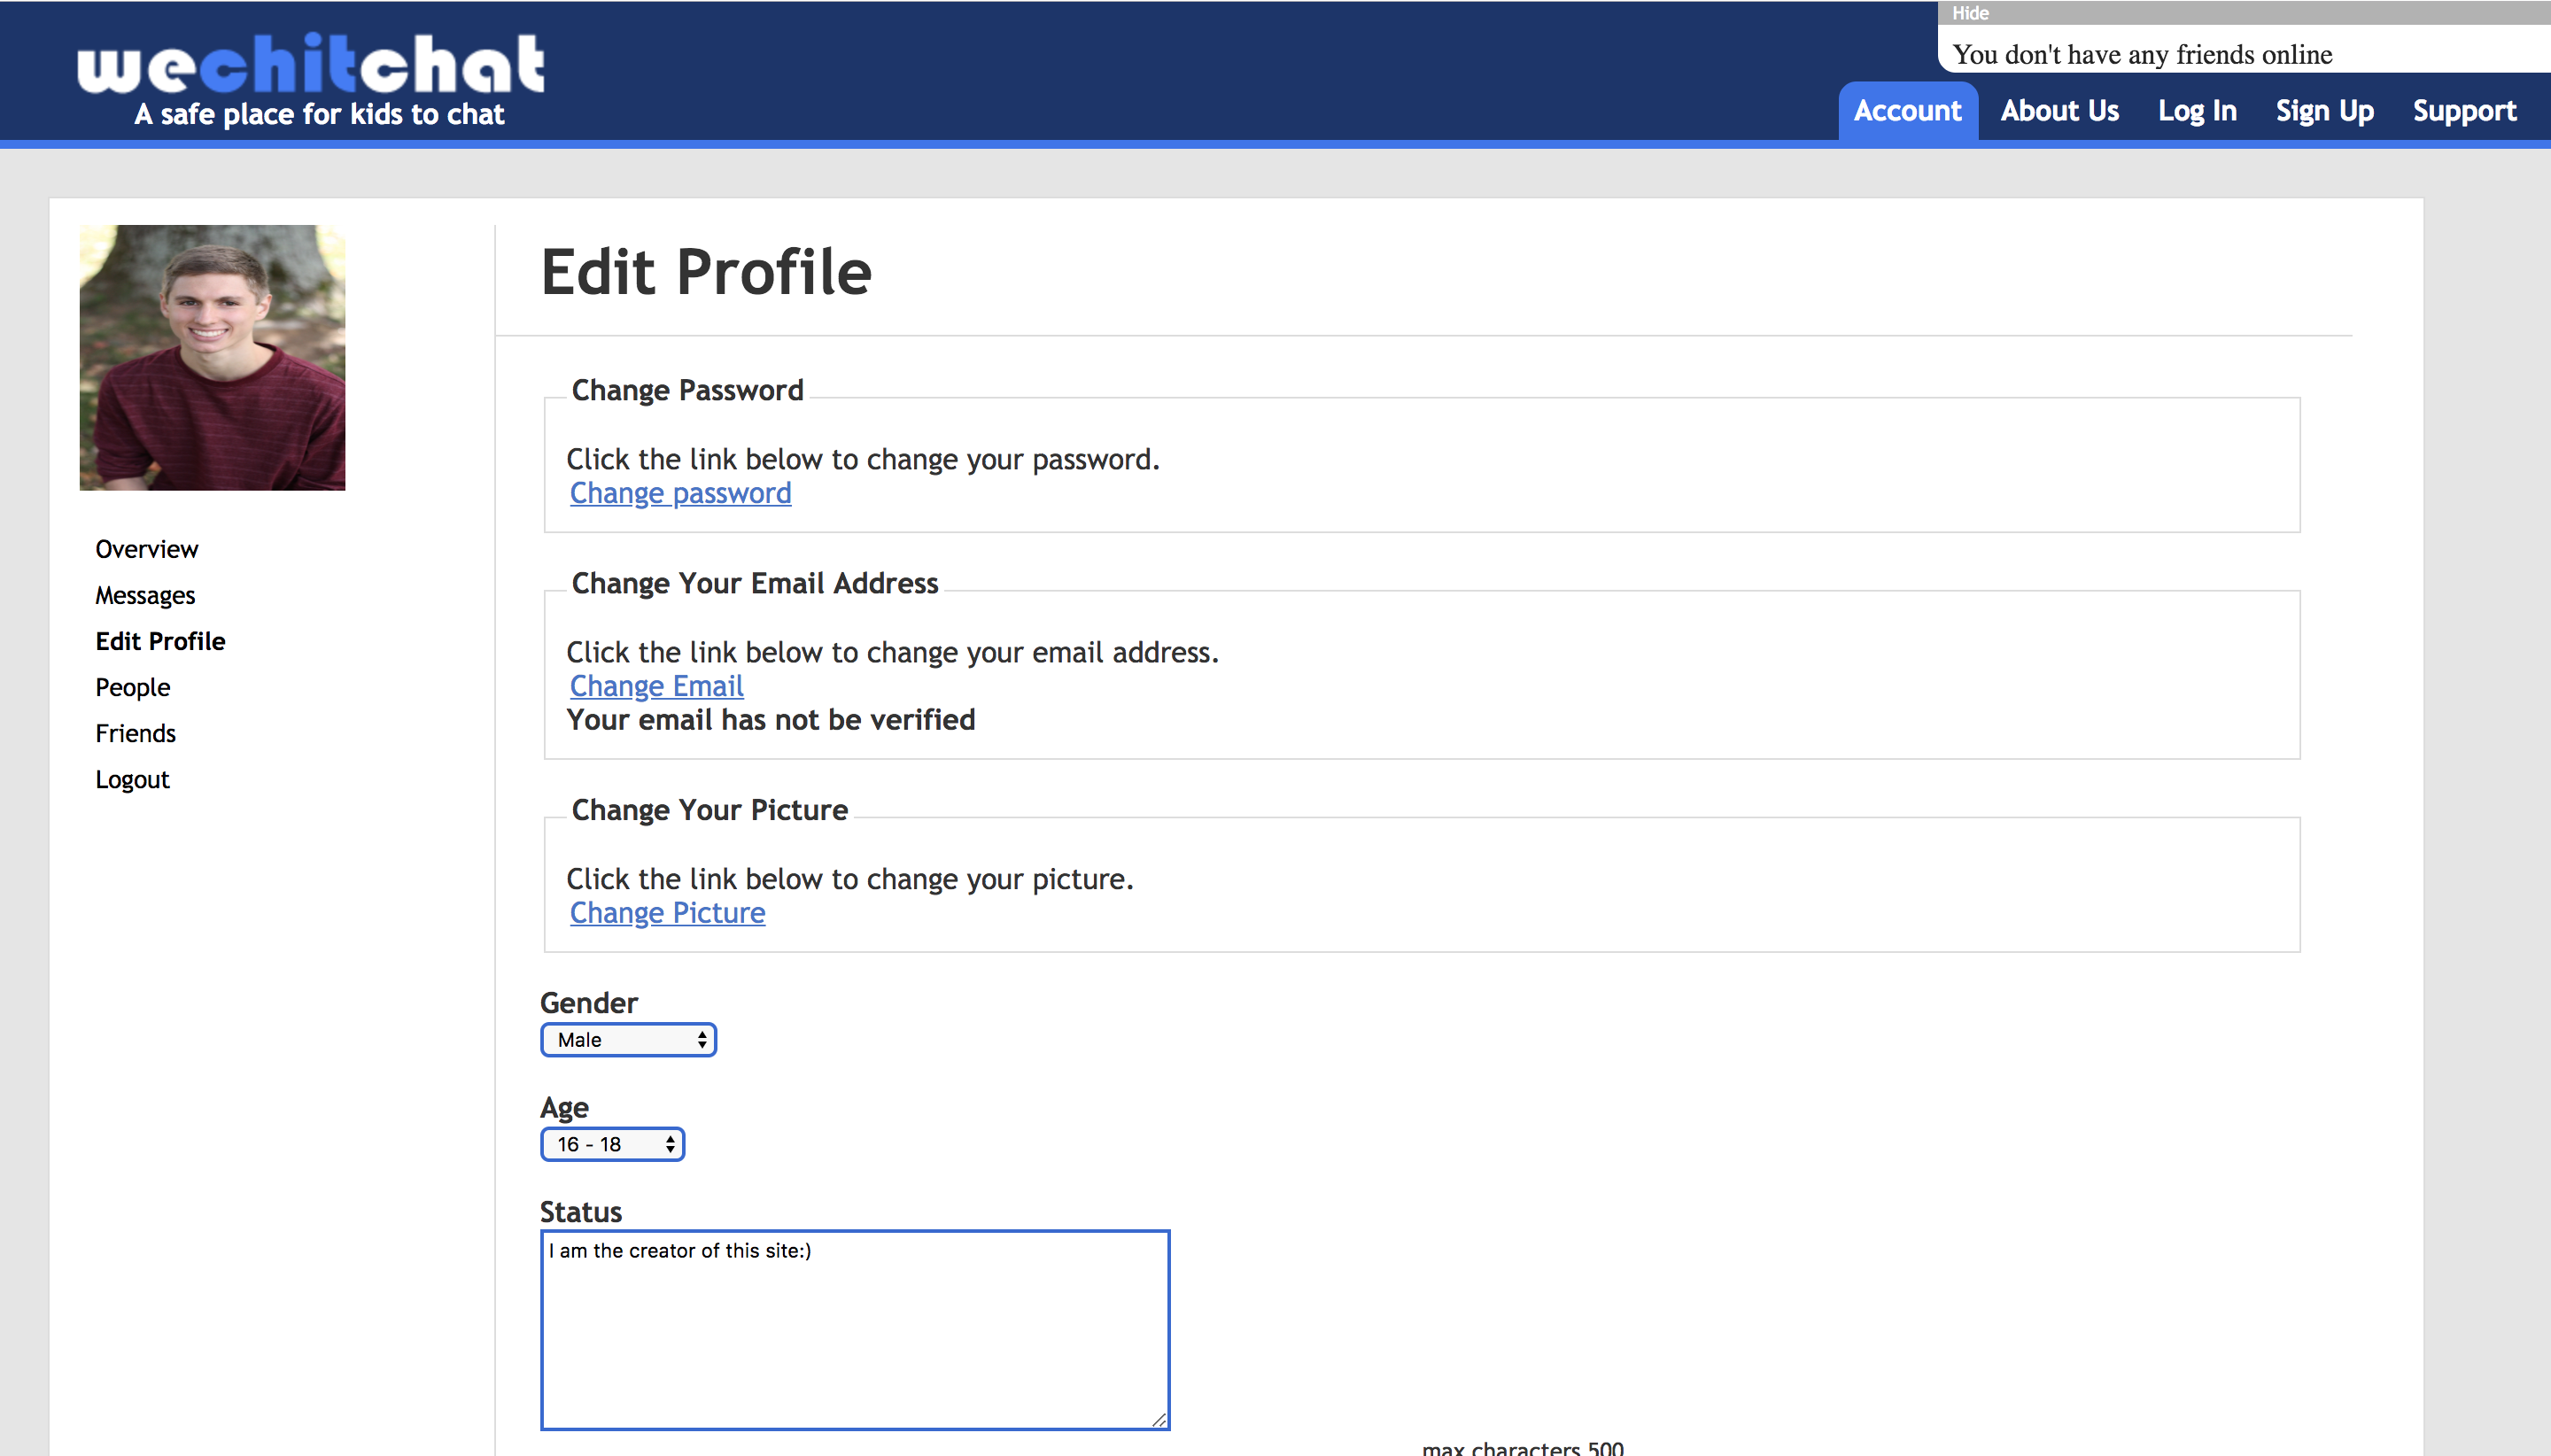 Hide
You don't have any friends online
wechitchat
A safe place for kids to chat
Account About Us Log In Sign Up Support
Edit Profile
Change Password
Click the link below to change your password.
Change password
Overview
Messages
Edit Profile
People
Friends
Logout
Change Your Email Address
Click the link below to change your email address.
Change Email
Your email has not be verified
Change Your Picture
Click the link below to change your picture.
Change Picture
Gender
Male
Age
16 - 18
Status
I am the creator of this site:)
max characters 500